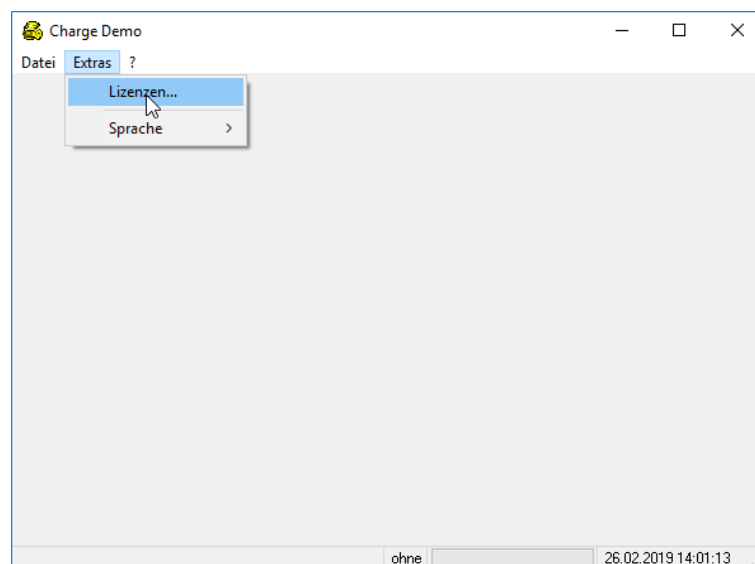 Charge Demo
Datei Extras ?
Lizenzen...
Sprache
ohne 26.02.2019 14:01:13